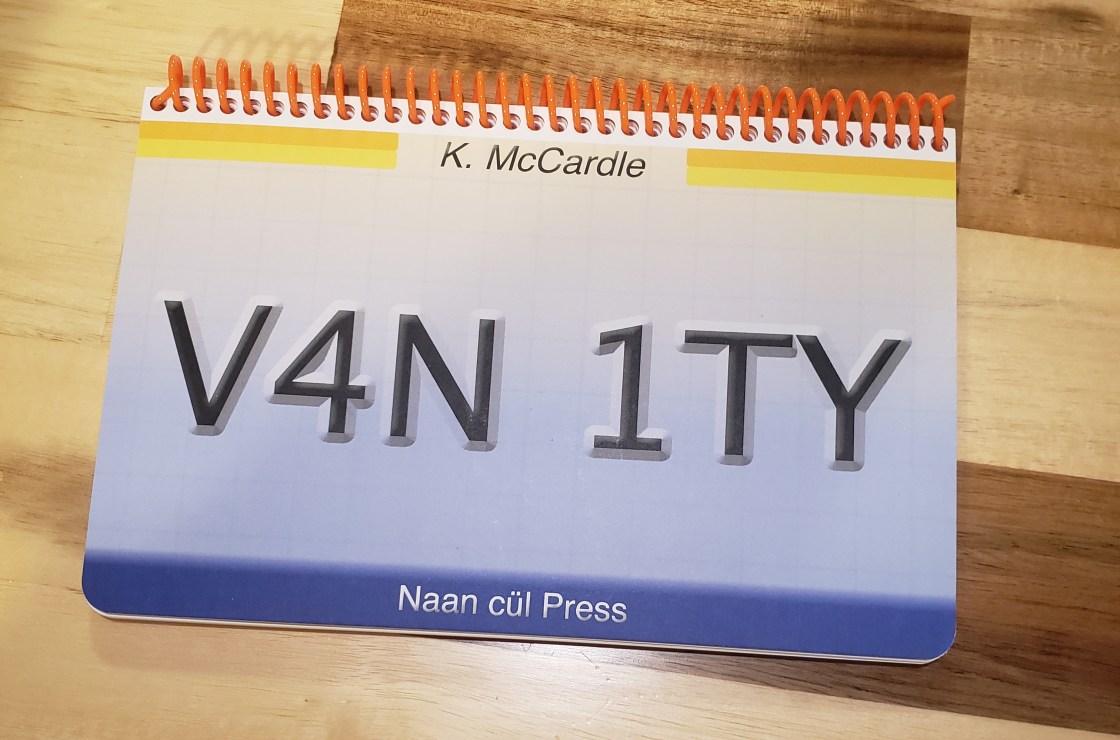 K. McCardle
V4N 1TY
Naan cül Press